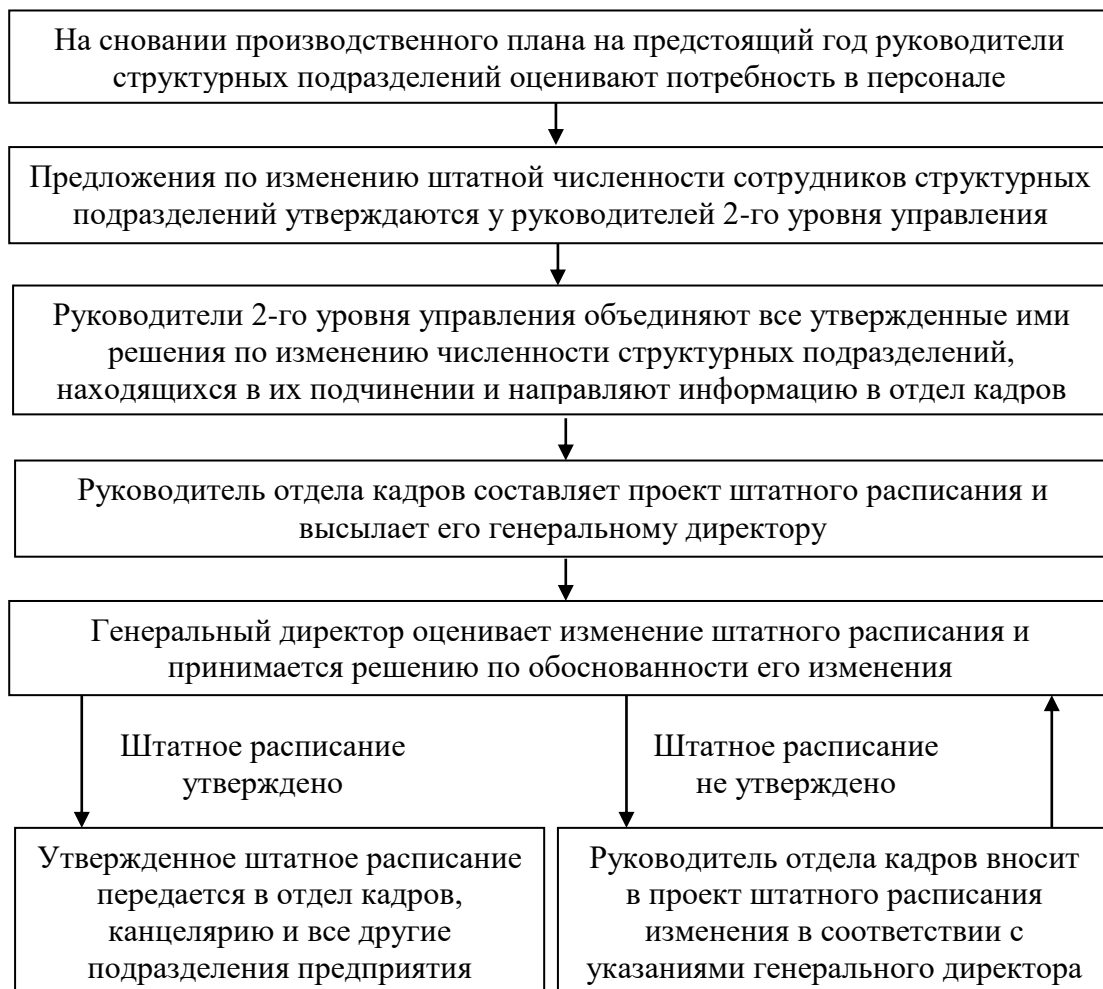 На сновании производственного плана на предстоящий год руководители
структурных подразделений оценивают потребность в персонале
Предложения по изменению штатной численности сотрудников структурных
подразделений утверждаются у руководителей 2-го уровня управления
Руководители 2-го уровня управления объединяют все утвержденные ими
решения по изменению численности структурных подразделений,
находящихся в их подчинении и направляют информацию в отдел кадров
Руководитель отдела кадров составляет проект штатного расписания и
высылает его генеральному директору
Генеральный директор оценивает изменение штатного расписания и
принимается решению по обоснованности его изменения
Штатное расписание
утверждено
Штатное расписание
не утверждено
Утвержденное штатное расписание
передается в отдел кадров,
канцелярию и все другие
подразделения предприятия
Руководитель отдела кадров вносит
в проект штатного расписания
изменения в соответствии с
указаниями генерального директора